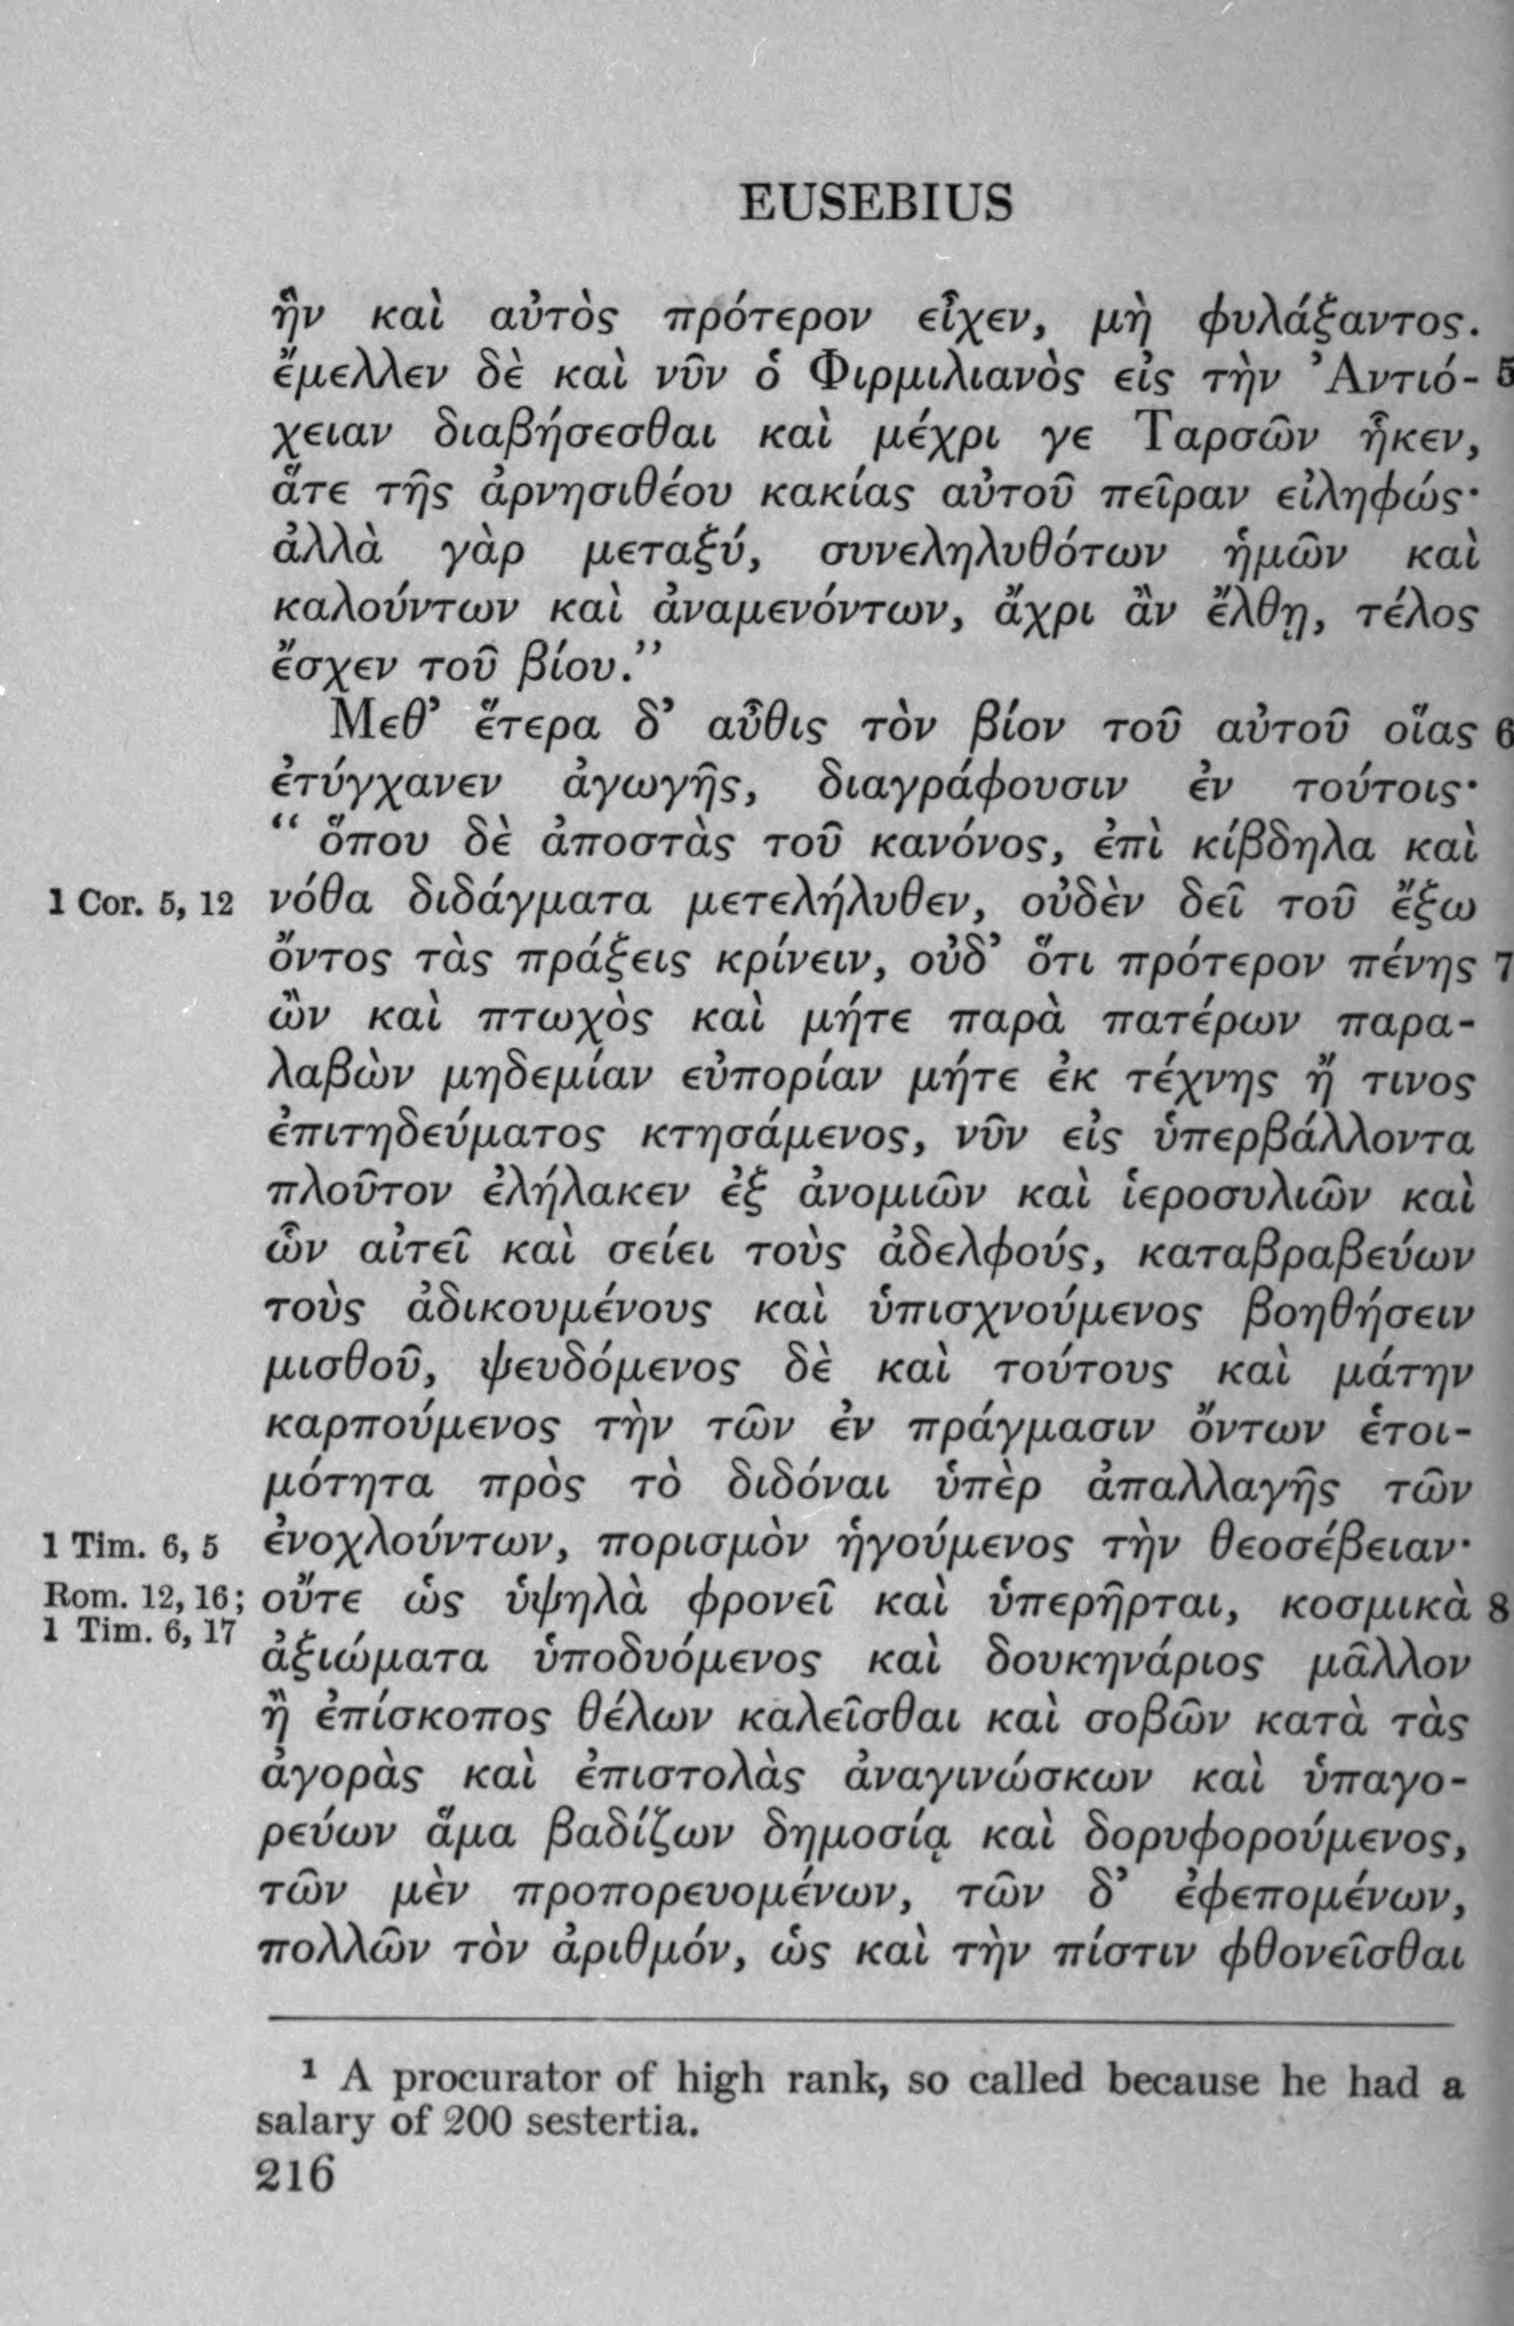 EUSEBIUS
ἣν καὶ αὐτὸς πρότερον εἶχεν, μὴ φυλάξαντος.
ἔμελλεν δὲ καὶ νῦν ὁ Φιρμιλιανὸς εἰς τὴν Ἀντιό- 5
χειαν διαβήσεσθαι καὶ μέχρι γε Ταρσῶν ἧκεν,
ἅτε τῆς ἀρνησιθέου κακίας αὐτοῦ πεῖραν εἰληφώς·
ἀλλὰ γὰρ μεταξύ, συνεληλυθότων ἡμῶν καὶ
καλούντων καὶ ἀναμενόντων, ἄχρι ἂν ἔλθῃ, τέλος
ἔσχεν τοῦ βίου.”
Μεθ’ ἕτερα δ’ αὖθις τὸν βίον τοῦ αὐτοῦ οἵας 6
ἐτύγχανεν ἀγωγῆς, διαγράφουσιν ἐν τούτοις·
“ ὅπου δὲ ἀποστὰς τοῦ κανόνος, ἐπὶ κίβδηλα καὶ
1 Cor. 5, 12 νόθα διδάγματα μετελήλυθεν, οὐδὲν δεῖ τοῦ ἔξω
ὄντος τὰς πράξεις κρίνειν, οὐδ’ ὅτι πρότερον πένης 7
ὢν καὶ πτωχὸς καὶ μήτε παρὰ πατέρων παρα-
λαβὼν μηδεμίαν εὐπορίαν μήτε ἐκ τέχνης ἤ τινος
ἐπιτηδεύματος κτησάμενος, νῦν εἰς ὑπερβάλλοντα
πλοῦτον ἐλήλακεν ἐξ ἀνομιῶν καὶ ἱεροσυλιῶν καὶ
ὧν αἰτεῖ καὶ σείει τοὺς ἀδελφούς, καταβραβεύων
τοὺς ἀδικουμένους καὶ ὑπισχνούμενος βοηθήσειν
μισθοῦ, ψευδόμενος δὲ καὶ τούτους καὶ μάτην
καρπούμενος τὴν τῶν ἐν πράγμασιν ὄντων ἑτοι-
μότητα πρὸς τὸ διδόναι ὑπὲρ ἀπαλλαγῆς τῶν
1 Tim. 6, 5 ἐνοχλούντων, πορισμὸν ἡγούμενος τὴν θεοσέβειαν·
Rom. 12, 16; οὔτε ὡς ὑψηλὰ φρονεῖ καὶ ὑπερῆρται, κοσμικὰ 8
1 Tim. 6, 17
ἀξιώματα ὑποδυόμενος καὶ δουκηνάριος μᾶλλον
ἢ ἐπίσκοπος θέλων καλεῖσθαι καὶ σοβῶν κατὰ τὰς
ἀγορὰς καὶ ἐπιστολὰς ἀναγινώσκων καὶ ὑπαγο-
ρεύων ἅμα βαδίζων δημοσίᾳ καὶ δορυφορούμενος,
τῶν μὲν προπορευομένων, τῶν δ’ ἐφεπομένων,
πολλῶν τὸν ἀριθμόν, ὡς καὶ τὴν πίστιν φθονεῖσθαι
¹ A procurator of high rank, so called because he had a
salary of 200 sestertia.
216